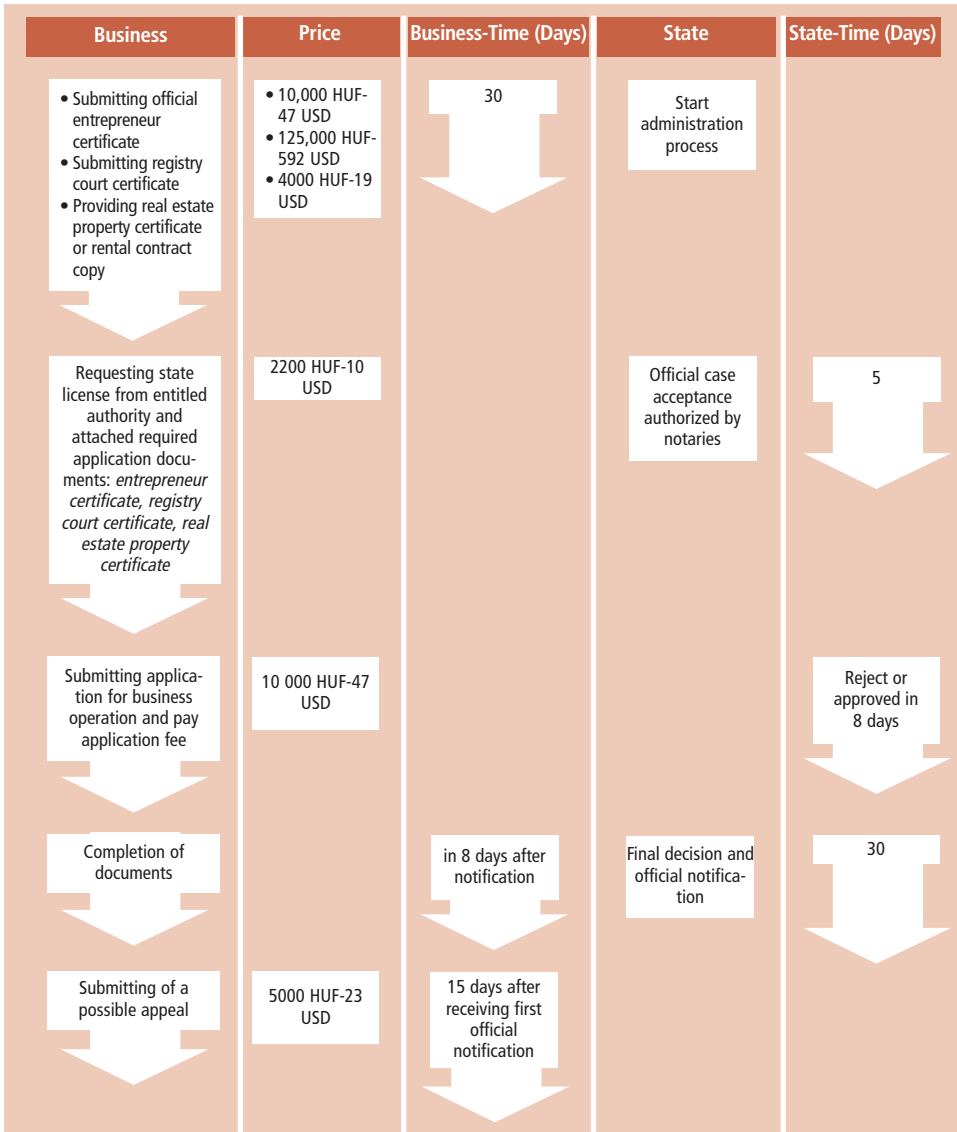 Business
Price
Business-Time (Days)
State
State-Time (Days)
• Submitting official
entrepreneur
certificate
• Submitting registry
court certificate
• Providing real estate
property certificate
or rental contract
copy
• 10,000 HUF-
47 USD
• 125,000 HUF-
592 USD
• 4000 HUF-19
USD
30
Start
administration
process
Requesting state
license from entitled
authority and
attached required
application docu-
ments: entrepreneur
certificate, registry
court certificate, real
estate property
certificate
2200 HUF-10
USD
Official case
acceptance
authorized by
notaries
5
Submitting applica-
tion for business
operation and pay
application fee
10 000 HUF-47
USD
Reject or
approved in
8 days
Completion of
documents
in 8 days after
notification
Final decision and
official notifica-
tion
30
Submitting of a
possible appeal
5000 HUF-23
USD
15 days after
receiving first
official
notification